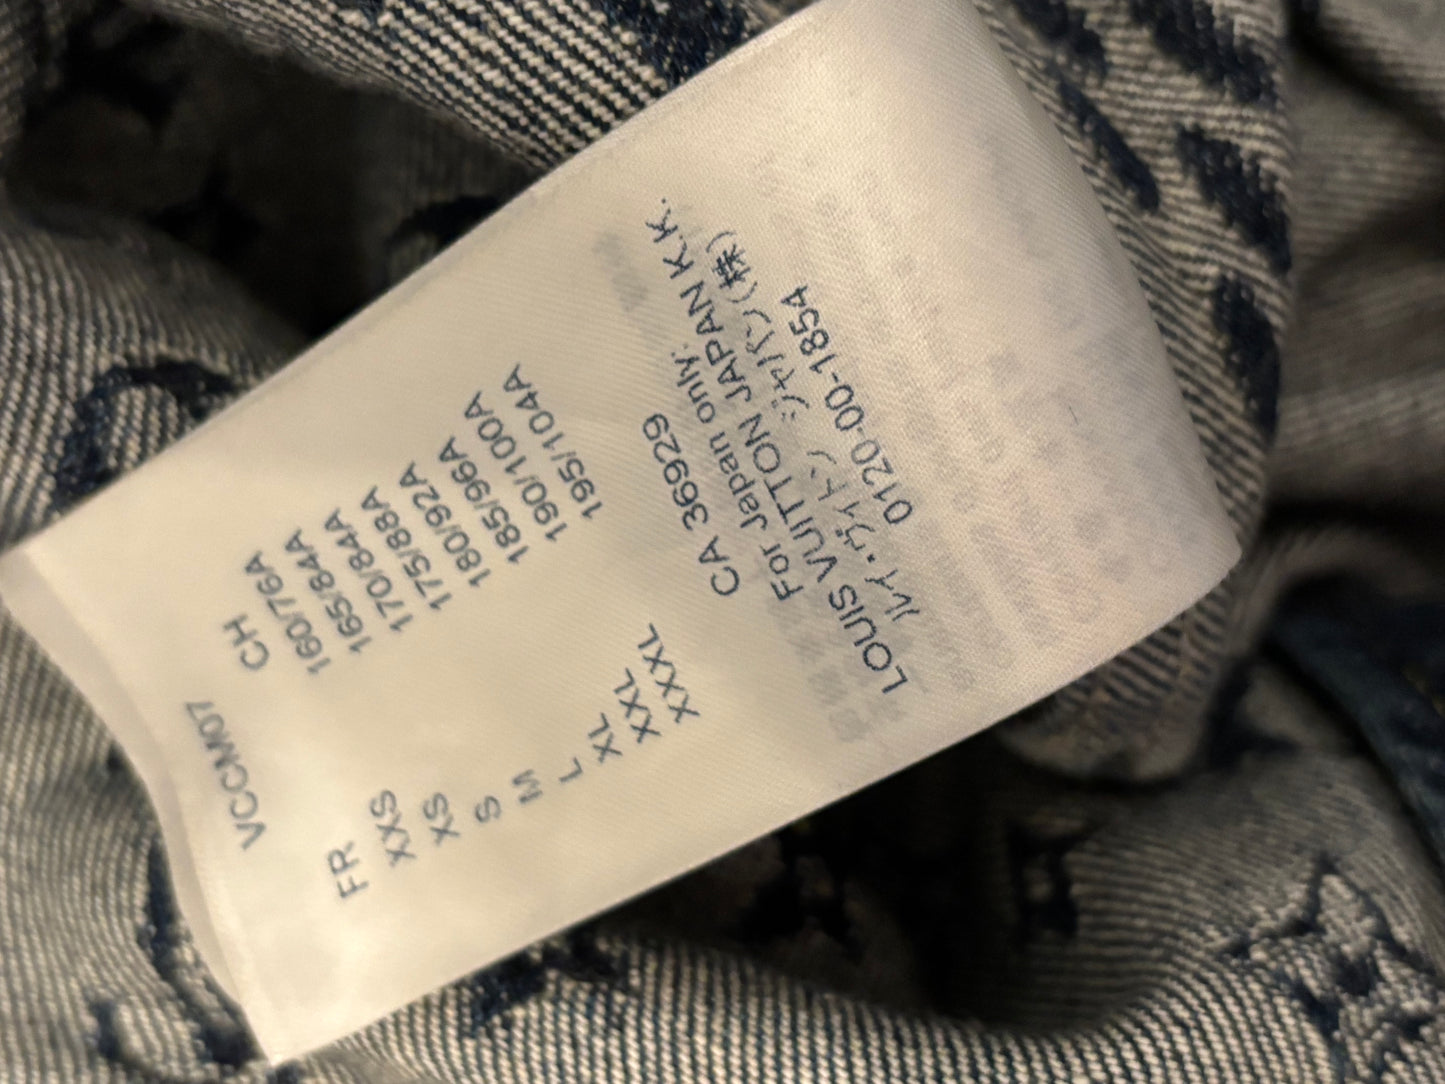 VCCM07
FR CH
XXS 160/76A
XS 165/84A
S 170/84A
M 175/88A
L 180/92A
XL 185/96A
XXL 190/100A
XXXL 195/104A
CA 36929
For Japan only:
LOUIS VUITTON JAPAN K.K.
ルイ・ヴィトン ジャパン(株)
0120-00-1854